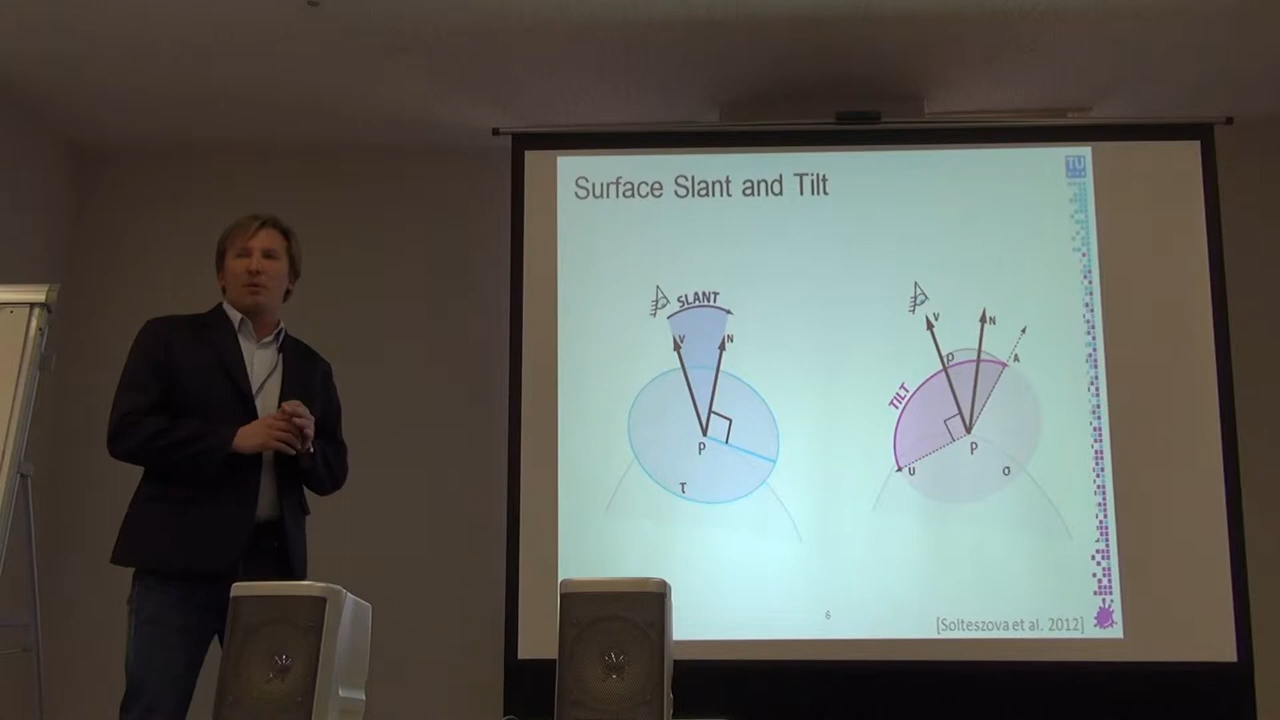 Surface Slant and Tilt
TU
SLANT
V
N
P
τ
V
N
ρ
A
TILT
P
U
σ
6
[Solteszova et al. 2012]